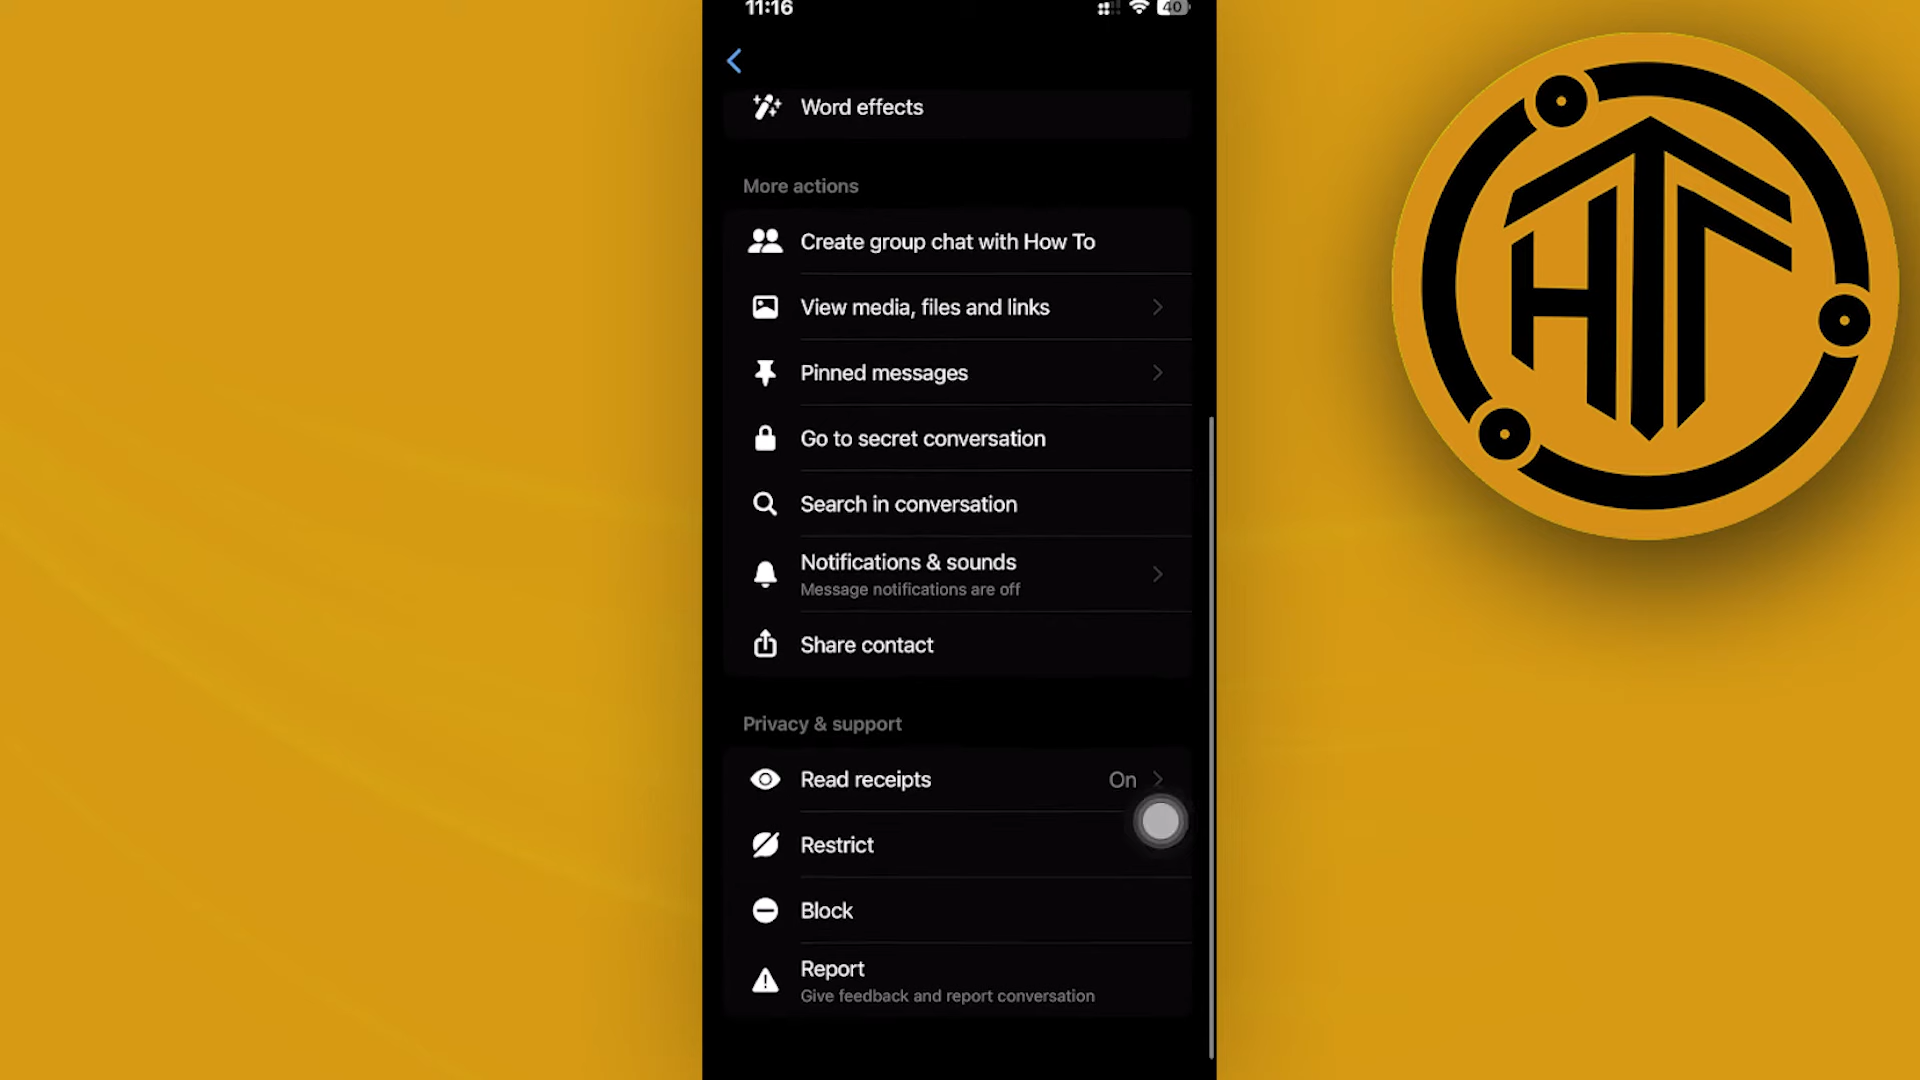 11:16
40
Word effects
More actions
Create group chat with How To
View media, files and links
Pinned messages
Go to secret conversation
Search in conversation
Notifications & sounds
Message notifications are off
Share contact
Privacy & support
Read receipts
On
Restrict
Block
Report
Give feedback and report conversation
HT